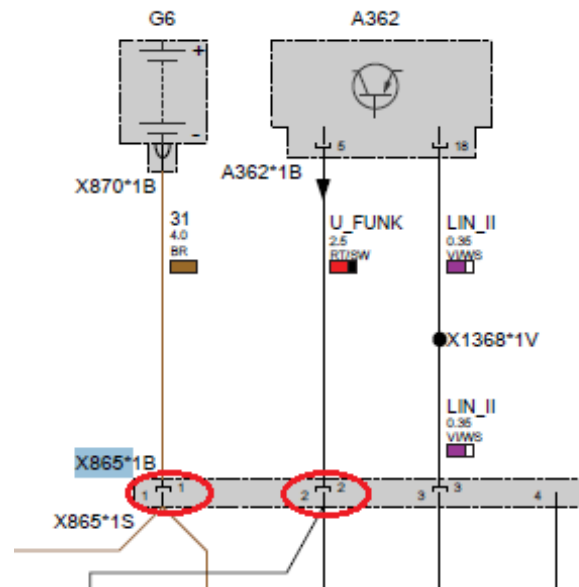 G6
A362
+
-
5
18
X870*1B
A362*1B
31
4.0
BR
U_FUNK
2.5
RT/SW
LIN_II
0.35
VI/WS
X1368*1V
LIN_II
0.35
VI/WS
X865*1B
1
1
2
2
3
3
4
X865*1S